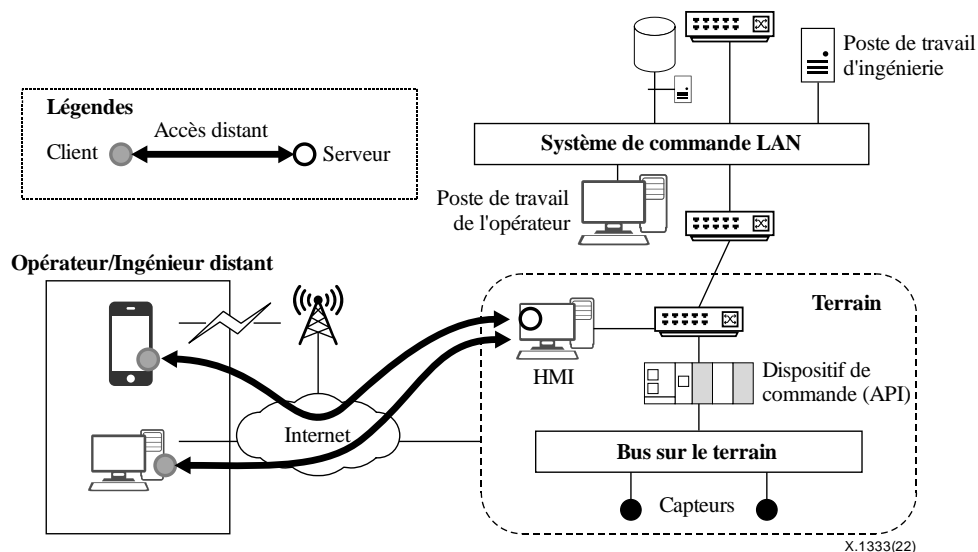 Poste de travail
d'ingénierie
Légendes
Accès distant
Client
Serveur
Système de commande LAN
Poste de travail
de l'opérateur
Opérateur/Ingénieur distant
Terrain
HMI
Dispositif de
commande (API)
Internet
Bus sur le terrain
Capteurs
X.1333(22)